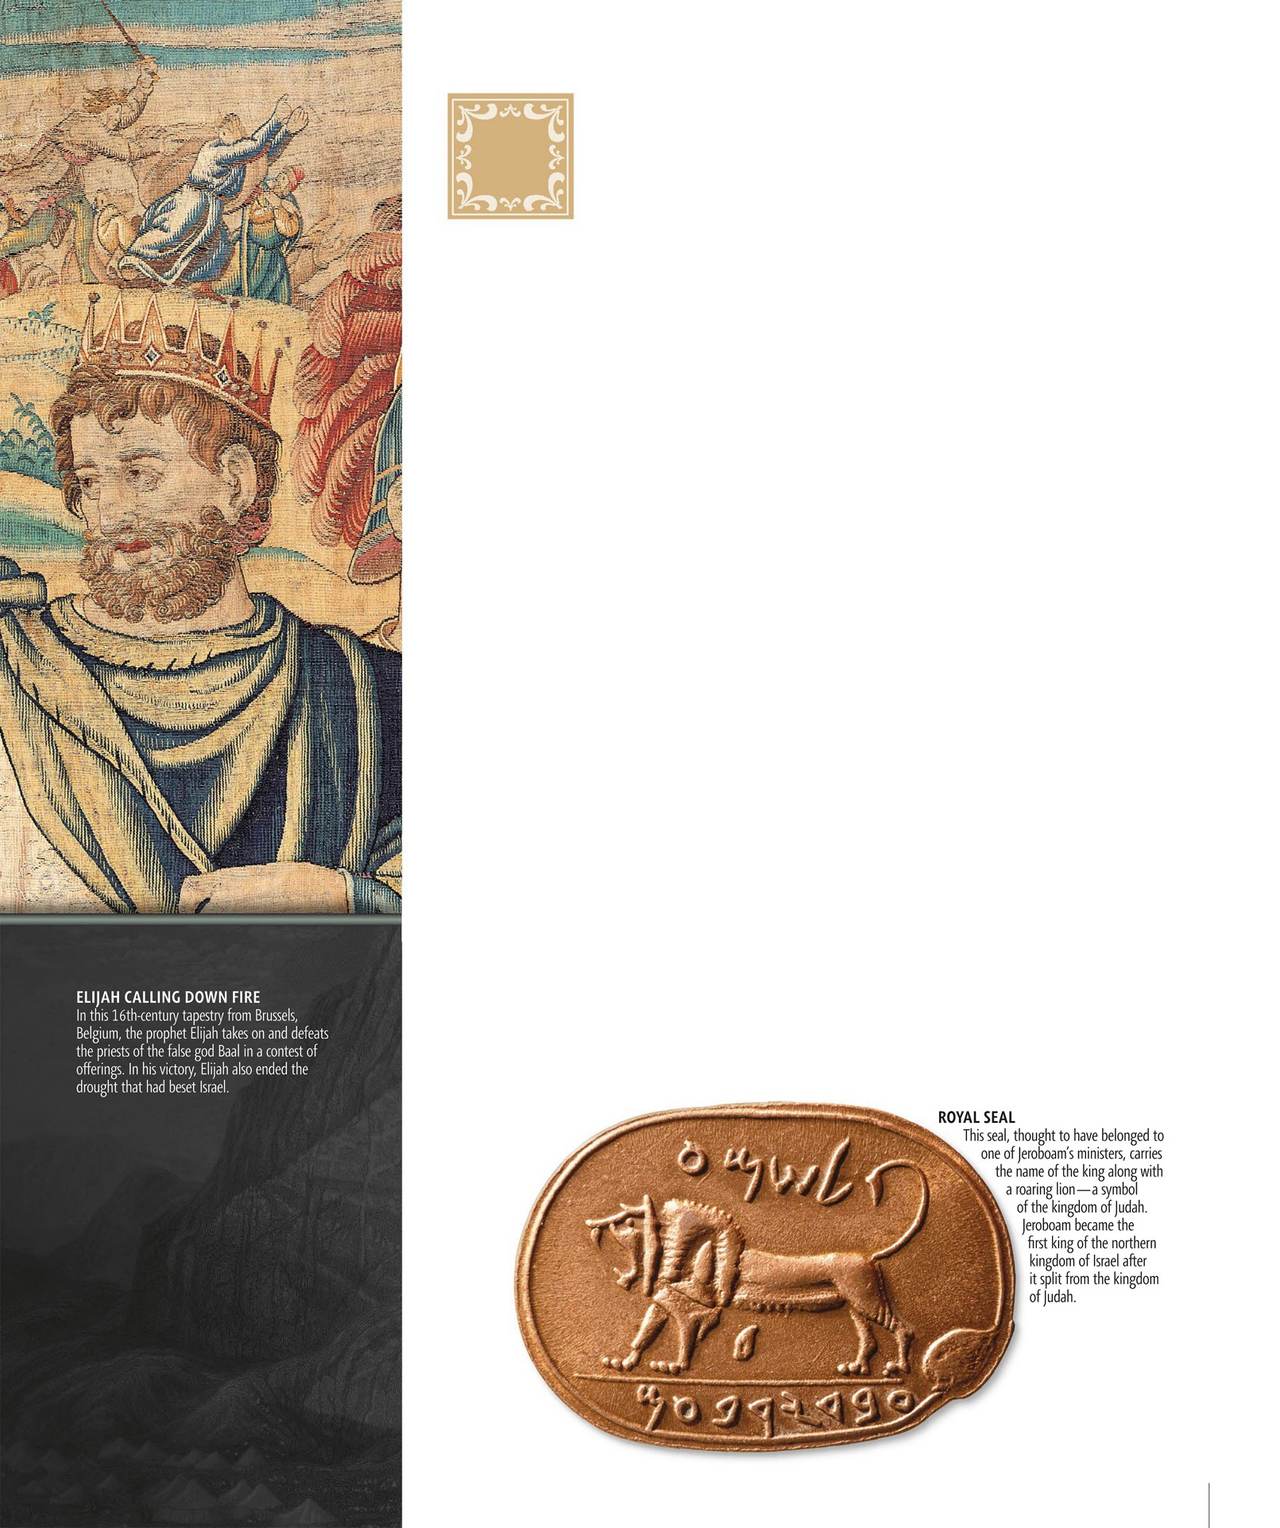 ELIJAH CALLING DOWN FIRE
In this 16th-century tapestry from Brussels,
Belgium, the prophet Elijah takes on and defeats
the priests of the false god Baal in a contest of
offerings. In his victory, Elijah also ended the
drought that had beset Israel.
ROYAL SEAL
This seal, thought to have belonged to
one of Jeroboam's ministers, carries
the name of the king along with
a roaring lion—a symbol
of the kingdom of Judah.
Jeroboam became the
first king of the northern
kingdom of Israel after
it split from the kingdom
of Judah.
𐤋𐤔𐤌𐤏
𐤏𐤁𐤃𐤉𐤓𐤁𐤏𐤌